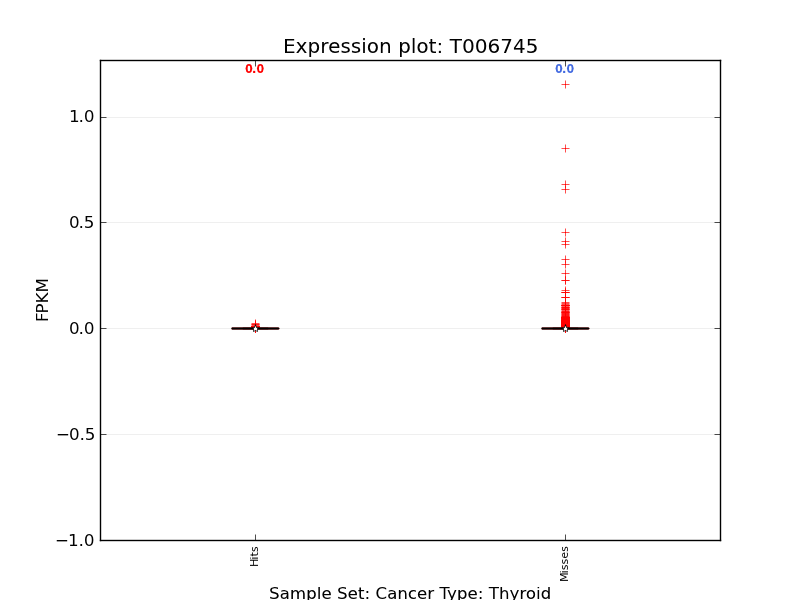 Expression plot: T006745
0.0 0.0
1.0
0.5
0.0
−0.5
−1.0
FPKM
Hits
Misses
Sample Set: Cancer Type: Thyroid